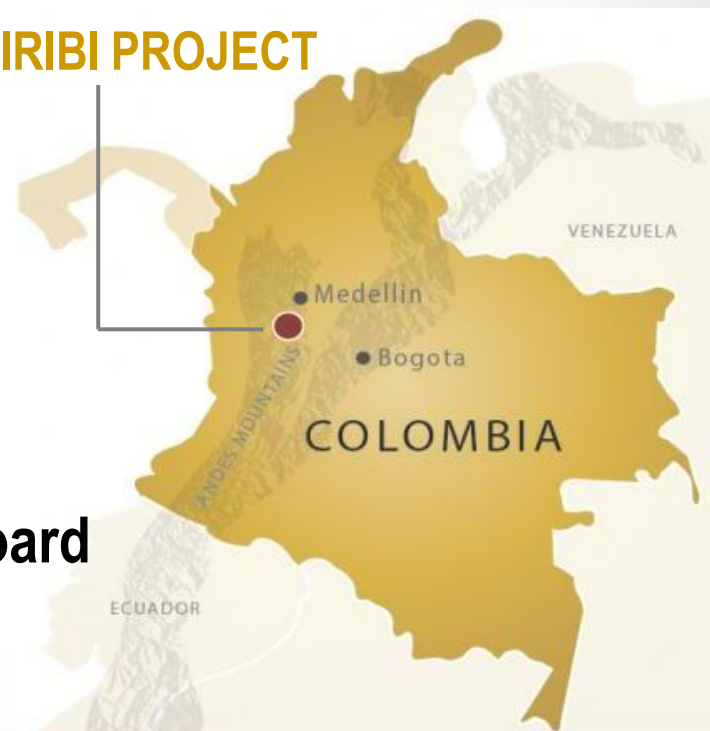 IRIBI PROJECT
VENEZUELA
Medellin
Bogota
ANDES MOUNTAINS
COLOMBIA
oard
ECUADOR